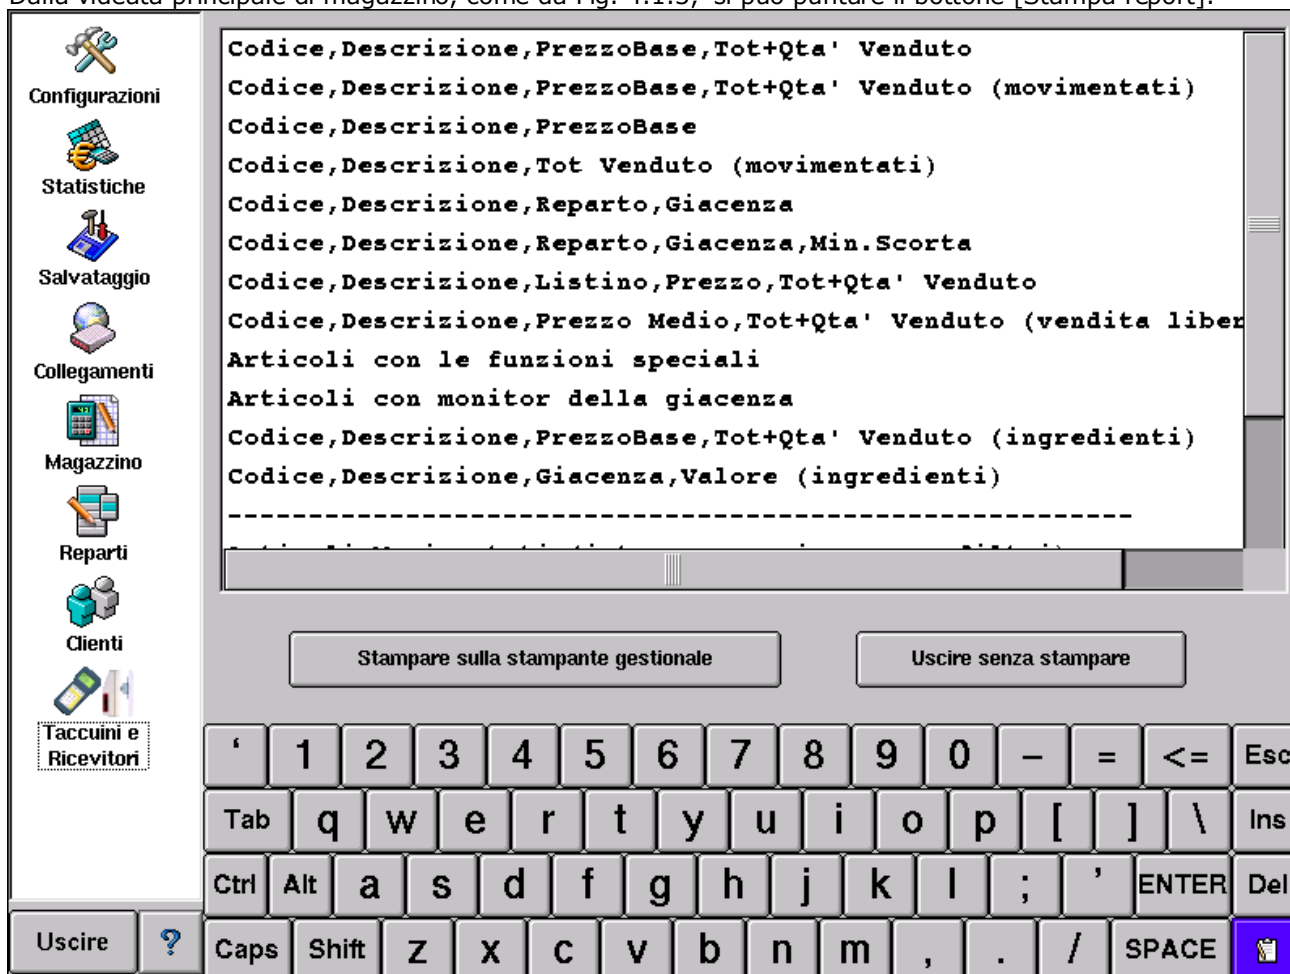 Dalla videata principale di magazzino, come da Fig. 4.1.3, si può puntare il bottone [Stampa report].
Configurazioni
Statistiche
Salvataggio
Collegamenti
Magazzino
Reparti
Clienti
Taccuini e
Ricevitori
Uscire
?
Codice,Descrizione,PrezzoBase,Tot+Qta' Venduto
Codice,Descrizione,PrezzoBase,Tot+Qta' Venduto (movimentati)
Codice,Descrizione,PrezzoBase
Codice,Descrizione,Tot Venduto (movimentati)
Codice,Descrizione,Reparto,Giacenza
Codice,Descrizione,Reparto,Giacenza,Min.Scorta
Codice,Descrizione,Listino,Prezzo,Tot+Qta' Venduto
Codice,Descrizione,Prezzo Medio,Tot+Qta' Venduto (vendita liber
Articoli con le funzioni speciali
Articoli con monitor della giacenza
Codice,Descrizione,PrezzoBase,Tot+Qta' Venduto (ingredienti)
Codice,Descrizione,Giacenza,Valore (ingredienti)
--------------------------------------------------------
Stampare sulla stampante gestionale
Uscire senza stampare
‘ 1 2 3 4 5 6 7 8 9 0 – = <= Esc
Tab q w e r t y u i o p [ ] \ Ins
Ctrl Alt a s d f g h j k l ; ’ ENTER Del
Caps Shift z x c v b n m , . / SPACE